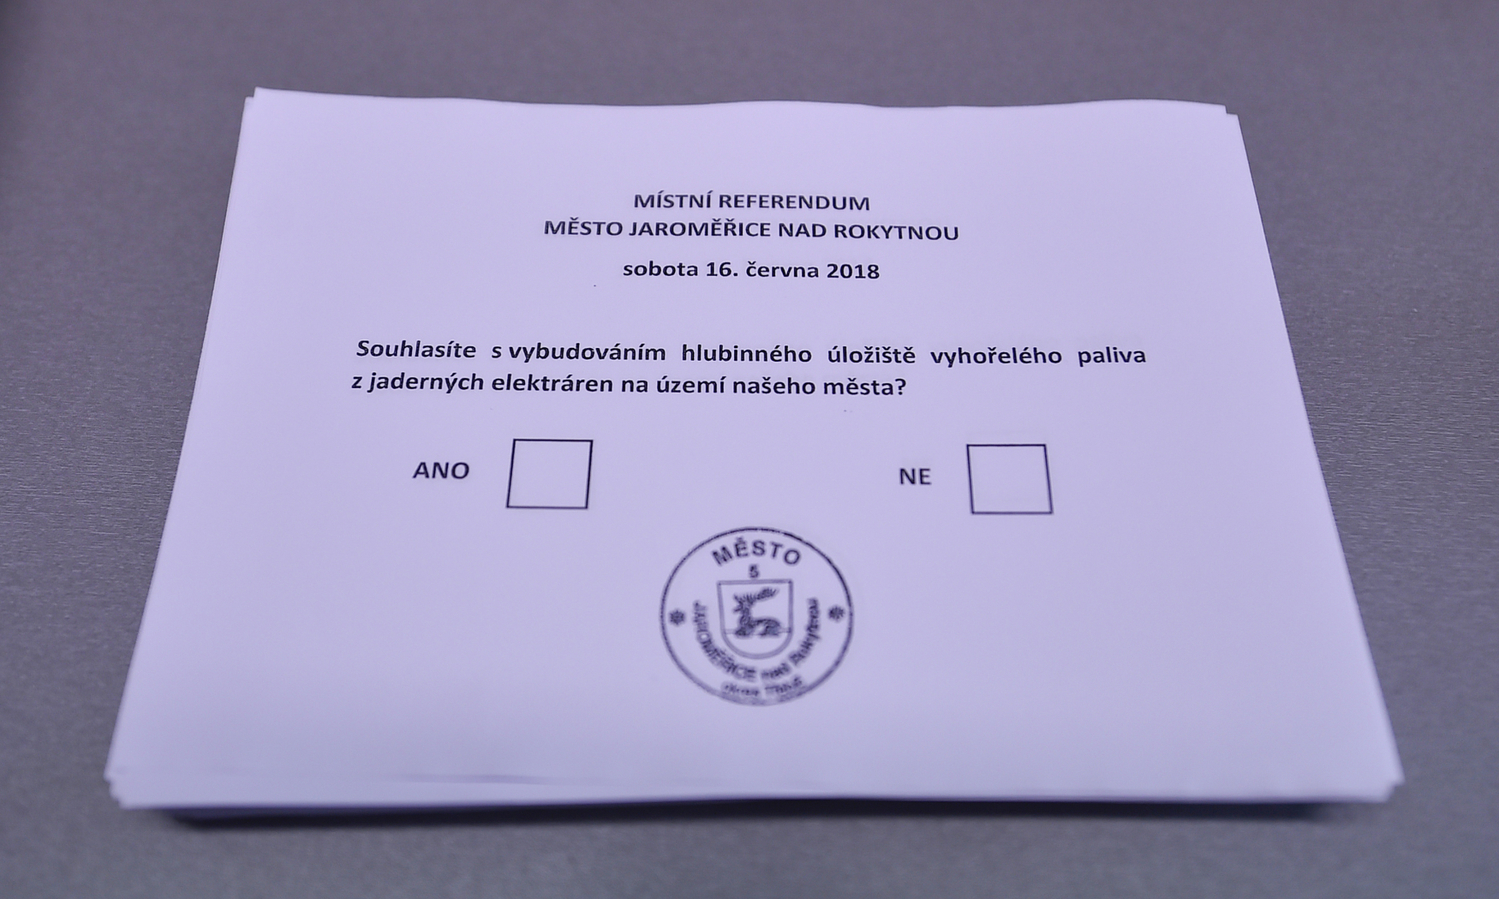 MÍSTNÍ REFERENDUM
MĚSTO JAROMĚŘICE NAD ROKYTNOU
sobota 16. června 2018
Souhlasíte s vybudováním hlubinného úložiště vyhořelého paliva
z jaderných elektráren na území našeho města?
ANO NE
MĚSTO
5
JAROMĚŘICE nad Rokytnou